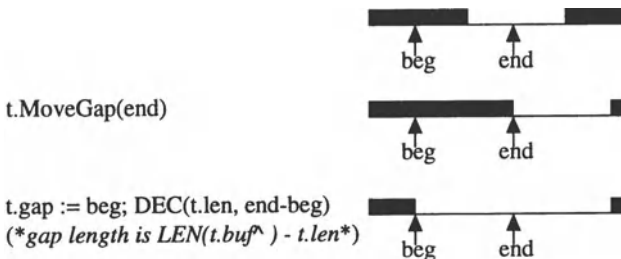 beg end
t.MoveGap(end)
beg end
t.gap := beg; DEC(t.len, end-beg)
(*gap length is LEN(t.buf^ ) - t.len*)
beg end